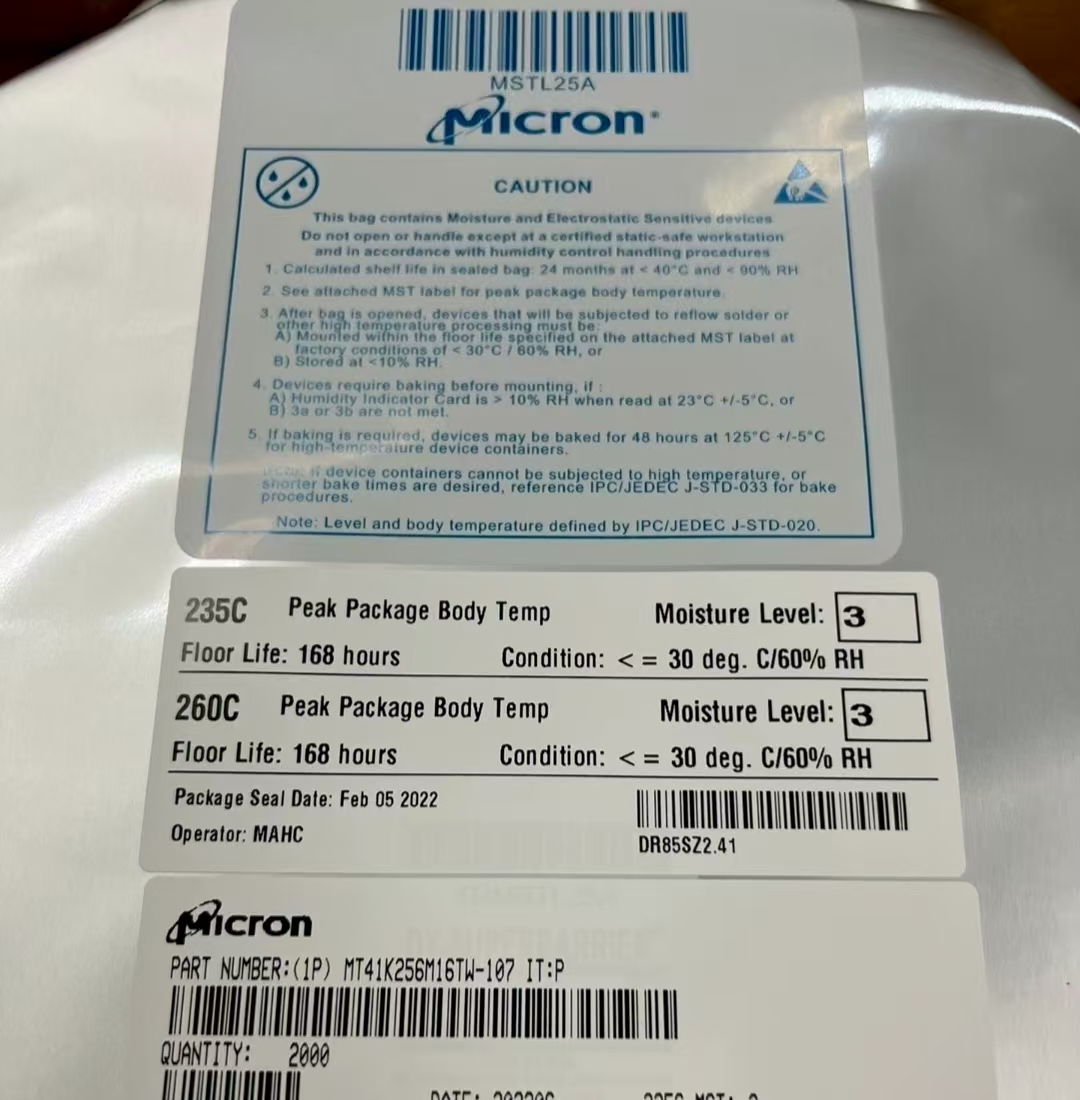 MSTL25A
Micron®
CAUTION
This bag contains Moisture and Electrostatic Sensitive devices
Do not open or handle except at a certified static-safe workstation
and in accordance with humidity control handling procedures
1. Calculated shelf life in sealed bag: 24 months at < 40°C and < 90% RH
2. See attached MST label for peak package body temperature.
3. After bag is opened, devices that will be subjected to reflow solder or
other high temperature processing must be:
A) Mounted within the floor life specified on the attached MST label at
factory conditions of < 30°C / 60% RH, or
B) Stored at <10% RH.
4. Devices require baking before mounting, if :
A) Humidity Indicator Card is > 10% RH when read at 23°C +/-5°C, or
B) 3a or 3b are not met.
5. If baking is required, devices may be baked for 48 hours at 125°C +/-5°C
for high-temperature device containers.
if device containers cannot be subjected to high temperature, or
shorter bake times are desired, reference IPC/JEDEC J-STD-033 for bake
procedures.
Note: Level and body temperature defined by IPC/JEDEC J-STD-020.
235C Peak Package Body Temp Moisture Level: 3
Floor Life: 168 hours Condition: < = 30 deg. C/60% RH
260C Peak Package Body Temp Moisture Level: 3
Floor Life: 168 hours Condition: < = 30 deg. C/60% RH
Package Seal Date: Feb 05 2022
Operator: MAHC
DR85SZ2.41
Micron
PART NUMBER:(1P) MT41K256M16TW-107 IT:P
QUANTITY: 2000
DATE: